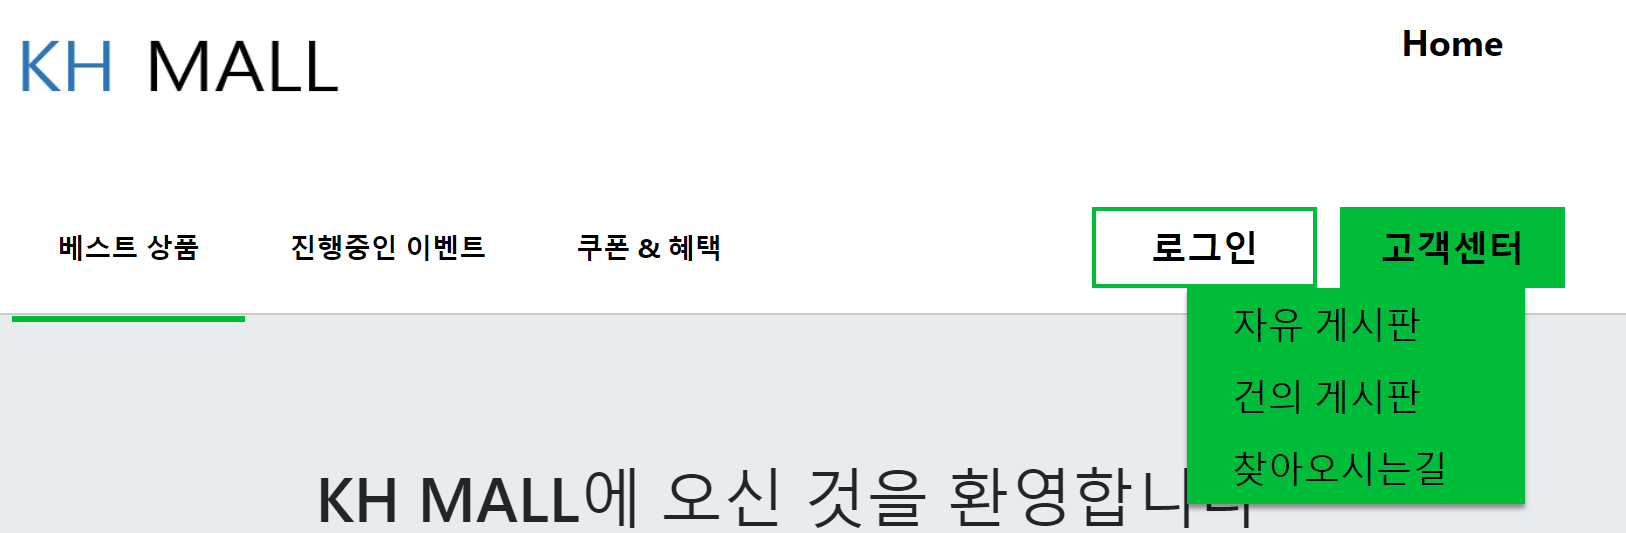 KH MALL
Home
베스트 상품
진행중인 이벤트
쿠폰 & 혜택
로그인
고객센터
자유 게시판
건의 게시판
찾아오시는길
KH MALL에 오신 것을 환영합니